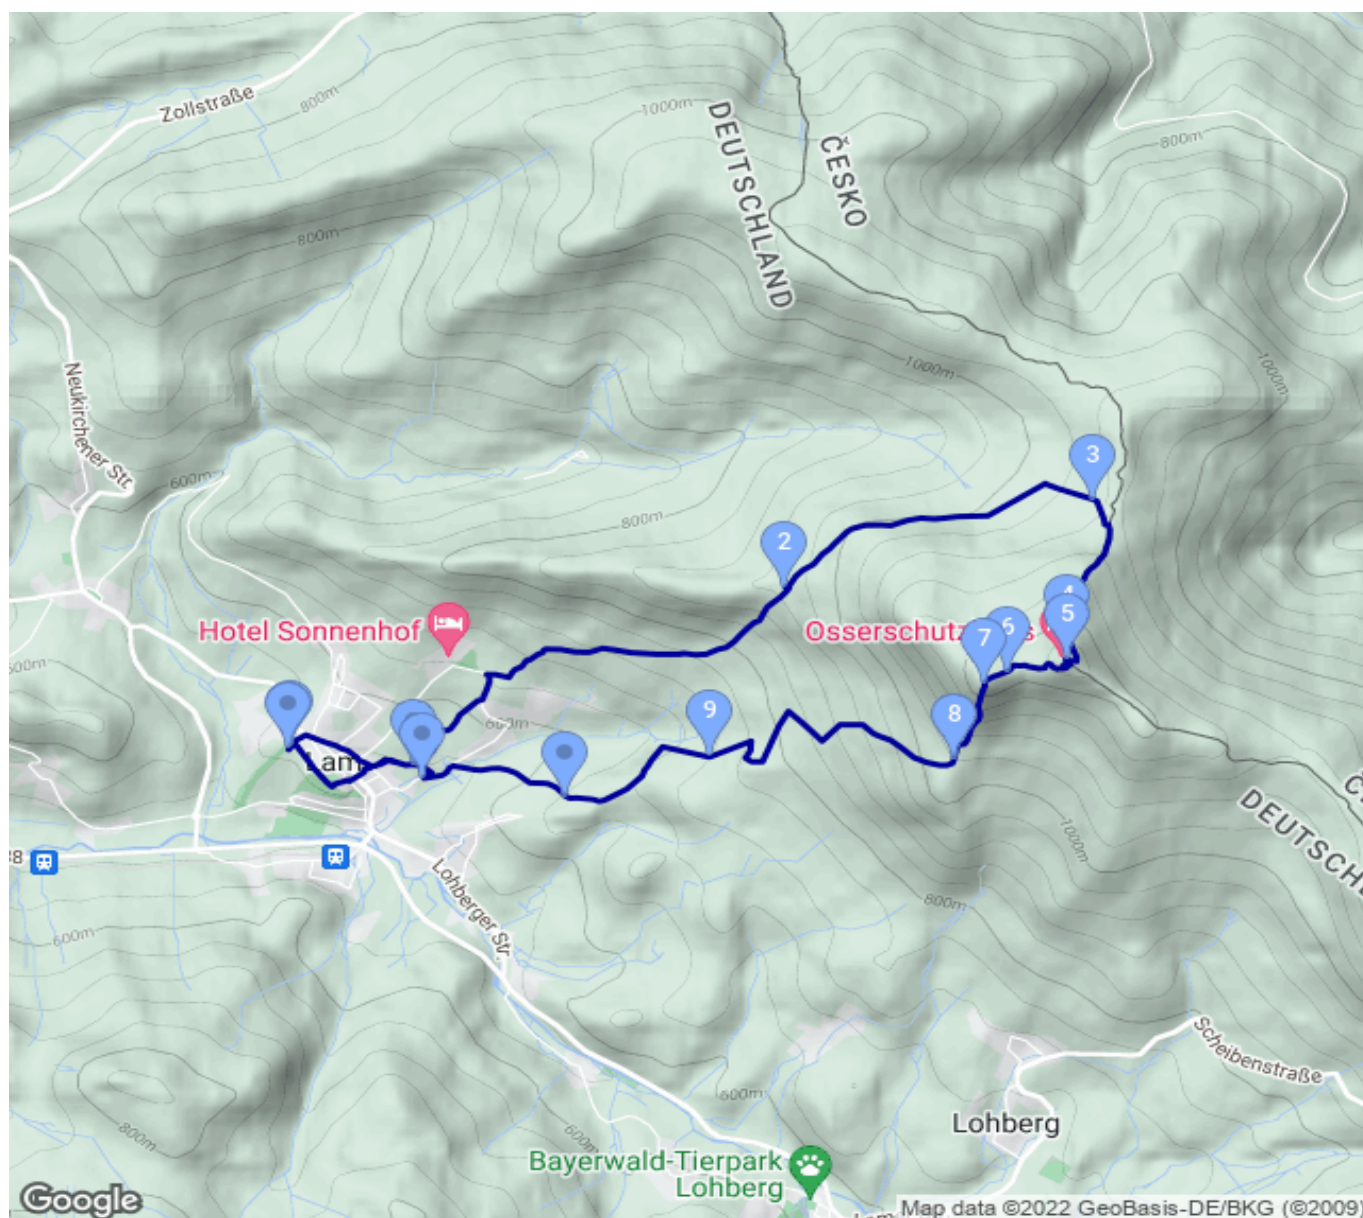 Zollstraße
800m
1000m
DEUTSCHLAND
ČESKO
800m
800m
Neukirchener Str.
600m
1000m
1000m
3
800m
2
Hotel Sonnenhof
4
5
6
7
600m
600m
9
8
Lam
DEUTSCH
38
Lohberger Str.
1000m
800m
600m
Scheibenstraße
600m
Lohberg
600m
800m
Bayerwald-Tierpark
Lohberg
Google
Map data ©2022 GeoBasis-DE/BKG (©2009)